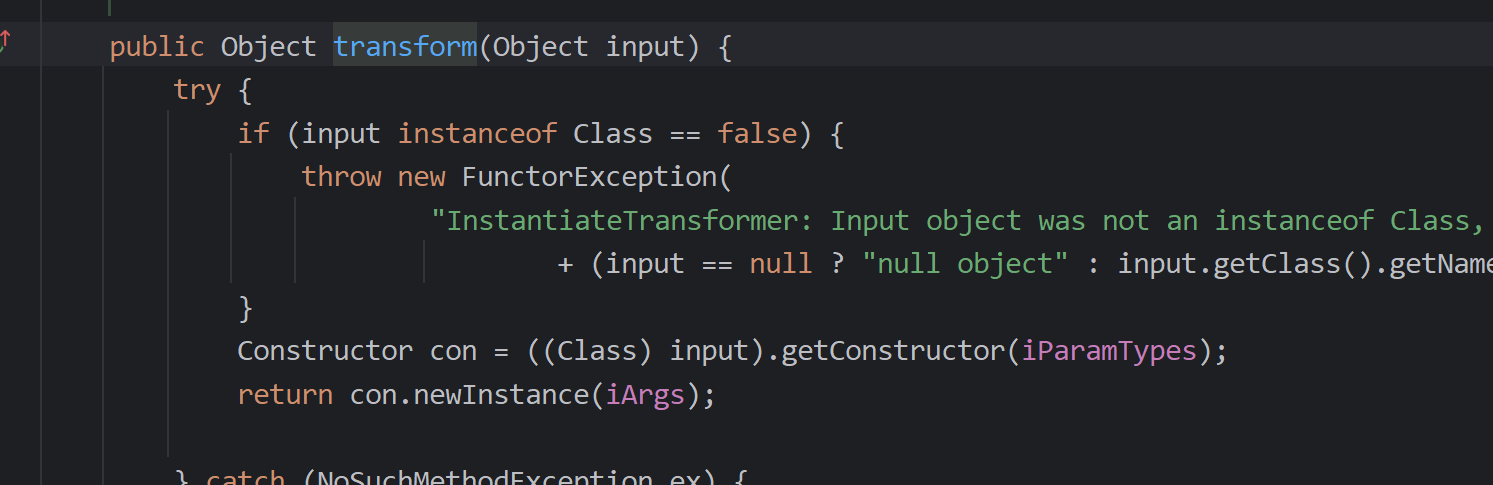 public Object transform(Object input) {
try {
if (input instanceof Class == false) {
throw new FunctorException(
"InstantiateTransformer: Input object was not an instanceof Class,
+ (input == null ? "null object" : input.getClass().getName
}
Constructor con = ((Class) input).getConstructor(iParamTypes);
return con.newInstance(iArgs);
} catch (NoSuchMethodException ex) {